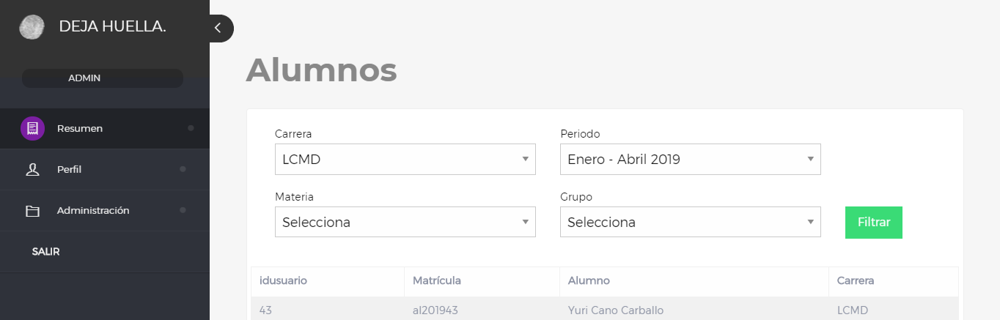 DEJA HUELLA.
ADMIN
Resumen
Perfil
Administración
SALIR
Alumnos
Carrera Periodo
LCMD Enero - Abril 2019
Materia Grupo
Selecciona Selecciona Filtrar
idusuario Matrícula Alumno Carrera
43 al201943 Yuri Cano Carballo LCMD